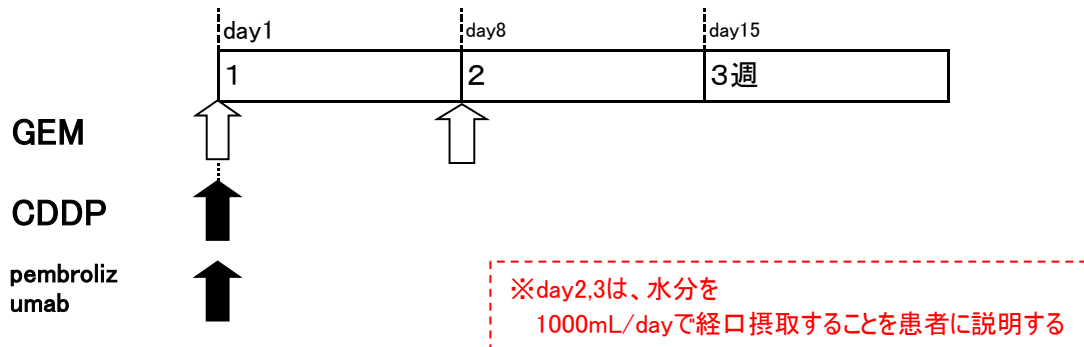 day1
day8
day15
1
2
3週
GEM
CDDP
pembroliz
umab
※day2,3は、水分を
1000mL/dayで経口摂取することを患者に説明する